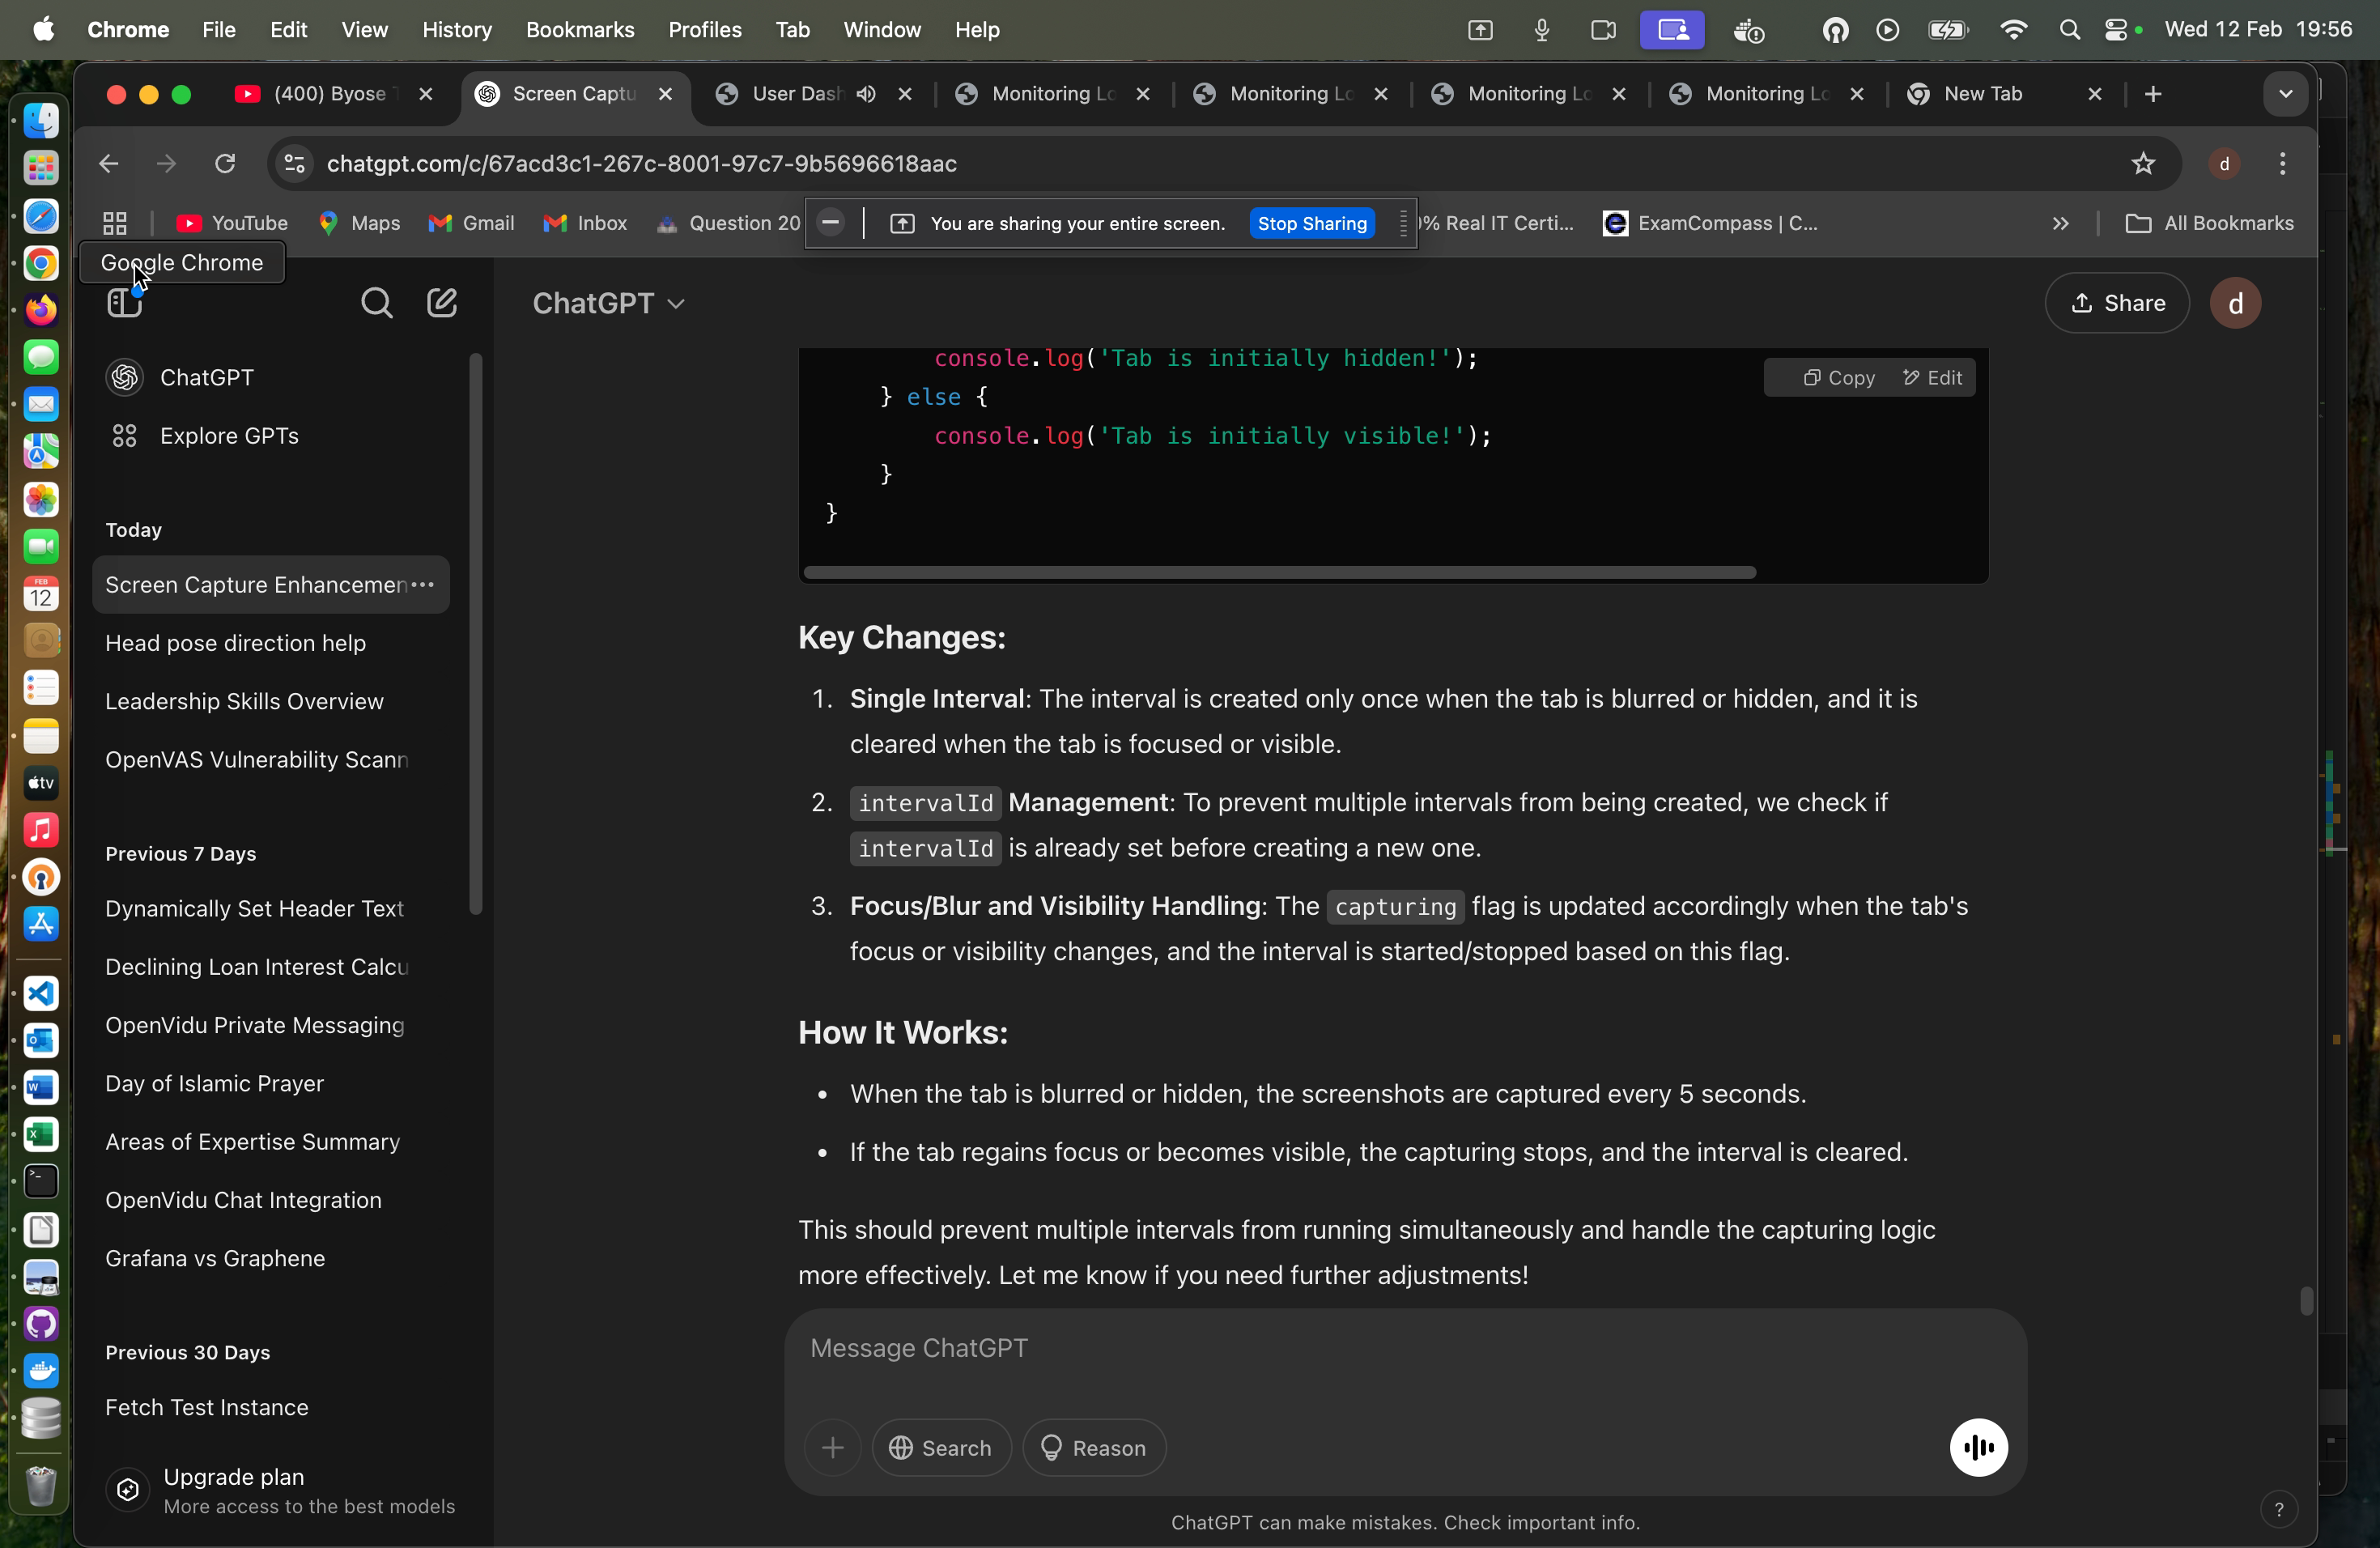 Chrome File Edit View History Bookmarks Profiles Tab Window Help
Wed 12 Feb 19:56
(400) Byose
Screen Captu
User Dash
Monitoring Lo
Monitoring Lo
Monitoring Lo
Monitoring Lo
New Tab
chatgpt.com/c/67acd3c1-267c-8001-97c7-9b5696618aac
d
YouTube
Maps
Gmail
Inbox
Question 20
You are sharing your entire screen.
Stop Sharing
% Real IT Certi...
ExamCompass | C...
All Bookmarks
Google Chrome
ChatGPT
Share
d
ChatGPT
Explore GPTs
Today
Screen Capture Enhancemen
Head pose direction help
Leadership Skills Overview
OpenVAS Vulnerability Scann
Previous 7 Days
Dynamically Set Header Text
Declining Loan Interest Calcu
OpenVidu Private Messaging
Day of Islamic Prayer
Areas of Expertise Summary
OpenVidu Chat Integration
Grafana vs Graphene
Previous 30 Days
Fetch Test Instance
Upgrade plan
More access to the best models
console.log('Tab is initially hidden!');
Copy
Edit
} else {
console.log('Tab is initially visible!');
}
}
Key Changes:
1. Single Interval: The interval is created only once when the tab is blurred or hidden, and it is
cleared when the tab is focused or visible.
2. intervalId Management: To prevent multiple intervals from being created, we check if
intervalId is already set before creating a new one.
3. Focus/Blur and Visibility Handling: The capturing flag is updated accordingly when the tab's
focus or visibility changes, and the interval is started/stopped based on this flag.
How It Works:
• When the tab is blurred or hidden, the screenshots are captured every 5 seconds.
• If the tab regains focus or becomes visible, the capturing stops, and the interval is cleared.
This should prevent multiple intervals from running simultaneously and handle the capturing logic
more effectively. Let me know if you need further adjustments!
Message ChatGPT
Search
Reason
ChatGPT can make mistakes. Check important info.
?
FEB
12
tv